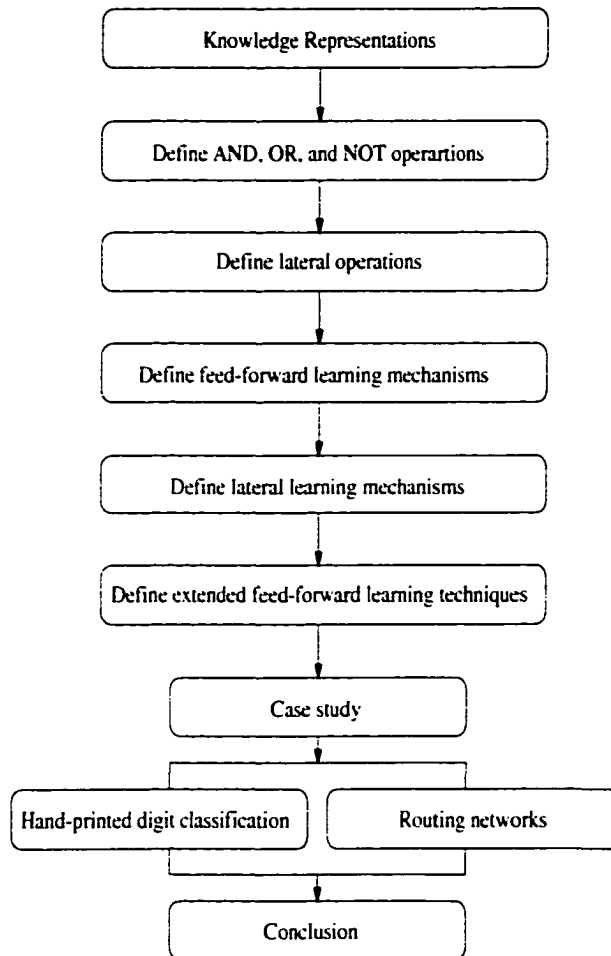 Knowledge Representations
Define AND, OR, and NOT operartions
Define lateral operations
Define feed-forward learning mechanisms
Define lateral learning mechanisms
Define extended feed-forward learning techniques
Case study
Hand-printed digit classification
Routing networks
Conclusion